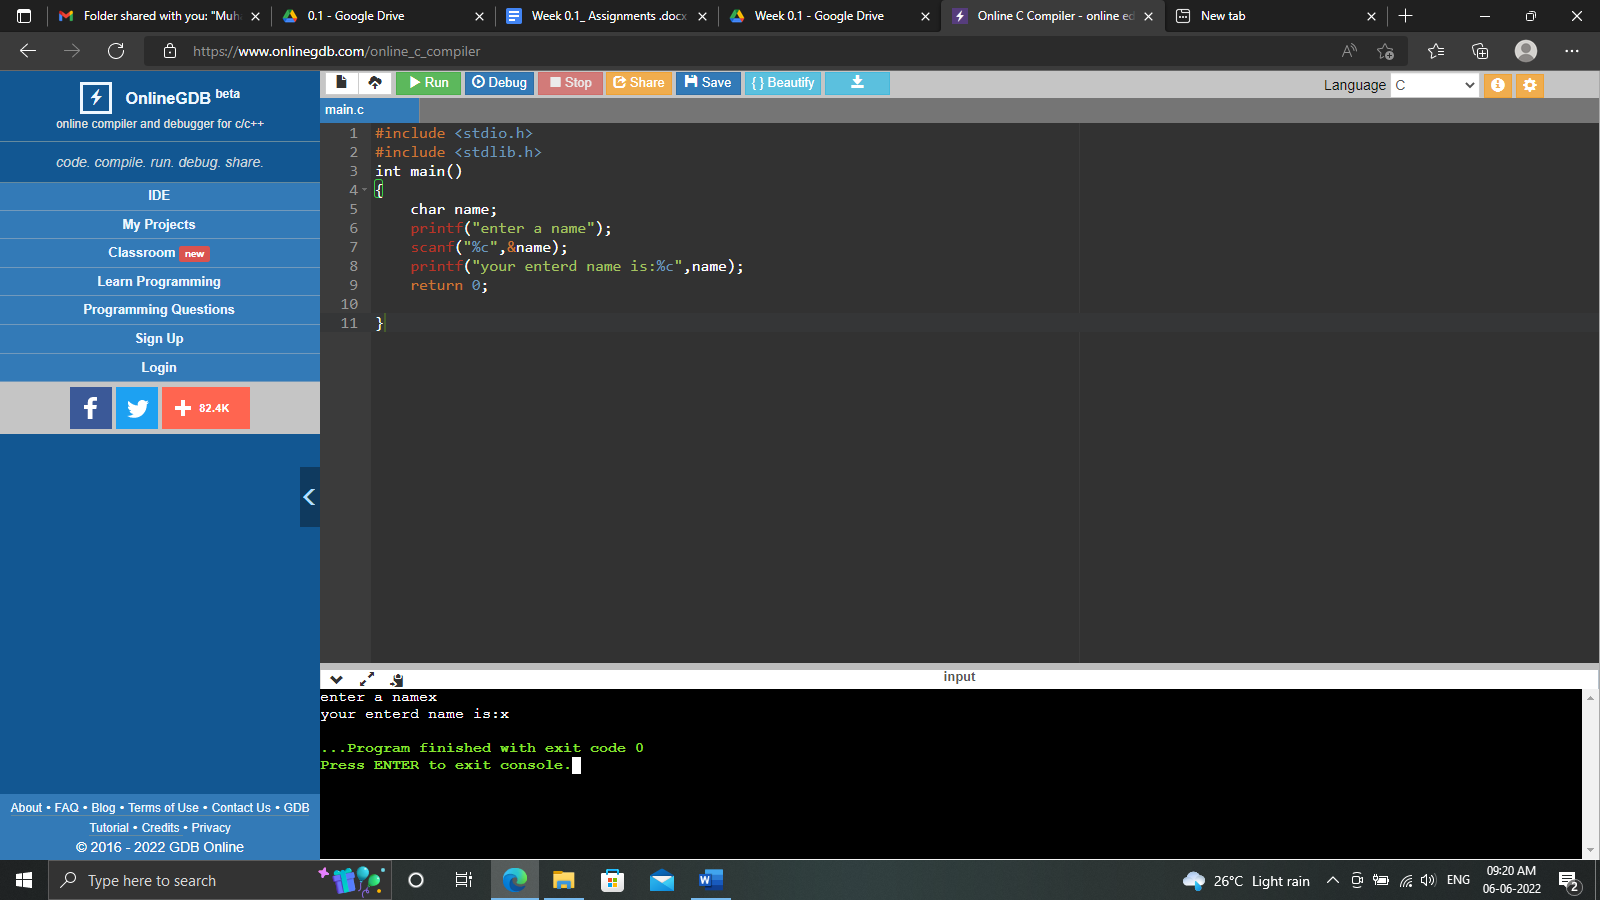 Folder shared with you: "Muh
0.1 - Google Drive
Week 0.1_ Assignments .docx
Week 0.1 - Google Drive
Online C Compiler - online ed
New tab
https://www.onlinegdb.com/online_c_compiler
OnlineGDB beta
online compiler and debugger for c/c++
code. compile. run. debug. share.
IDE
My Projects
Classroom new
Learn Programming
Programming Questions
Sign Up
Login
82.4K
About • FAQ • Blog • Terms of Use • Contact Us • GDB
Tutorial • Credits • Privacy
© 2016 - 2022 GDB Online
Run Debug Stop Share Save { } Beautify
Language C
main.c
1 #include <stdio.h>
2 #include <stdlib.h>
3 int main()
4 {
5 char name;
6 printf("enter a name");
7 scanf("%c",&name);
8 printf("your enterd name is:%c",name);
9 return 0;
10
11 }
input
enter a namex
your enterd name is:x
...Program finished with exit code 0
Press ENTER to exit console.
Type here to search
26°C Light rain
ENG
09:20 AM
06-06-2022
2